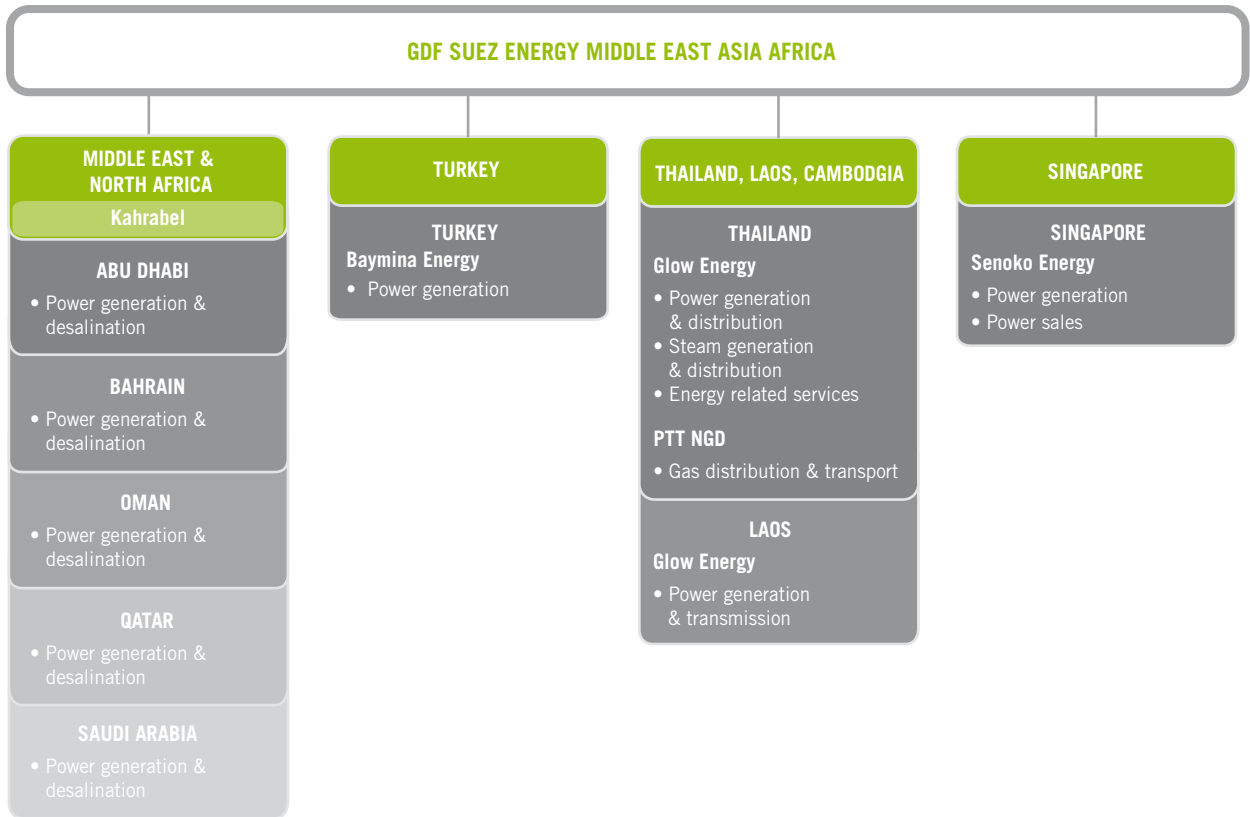 GDF SUEZ ENERGY MIDDLE EAST ASIA AFRICA
MIDDLE EAST &
NORTH AFRICA
Kahrabel
ABU DHABI
• Power generation &
desalination
BAHRAIN
• Power generation &
desalination
OMAN
• Power generation &
desalination
QATAR
• Power generation &
desalination
SAUDI ARABIA
• Power generation &
desalination
TURKEY
TURKEY
Baymina Energy
• Power generation
THAILAND, LAOS, CAMBODGIA
THAILAND
Glow Energy
• Power generation
& distribution
• Steam generation
& distribution
• Energy related services
PTT NGD
• Gas distribution & transport
LAOS
Glow Energy
• Power generation
& transmission
SINGAPORE
SINGAPORE
Senoko Energy
• Power generation
• Power sales